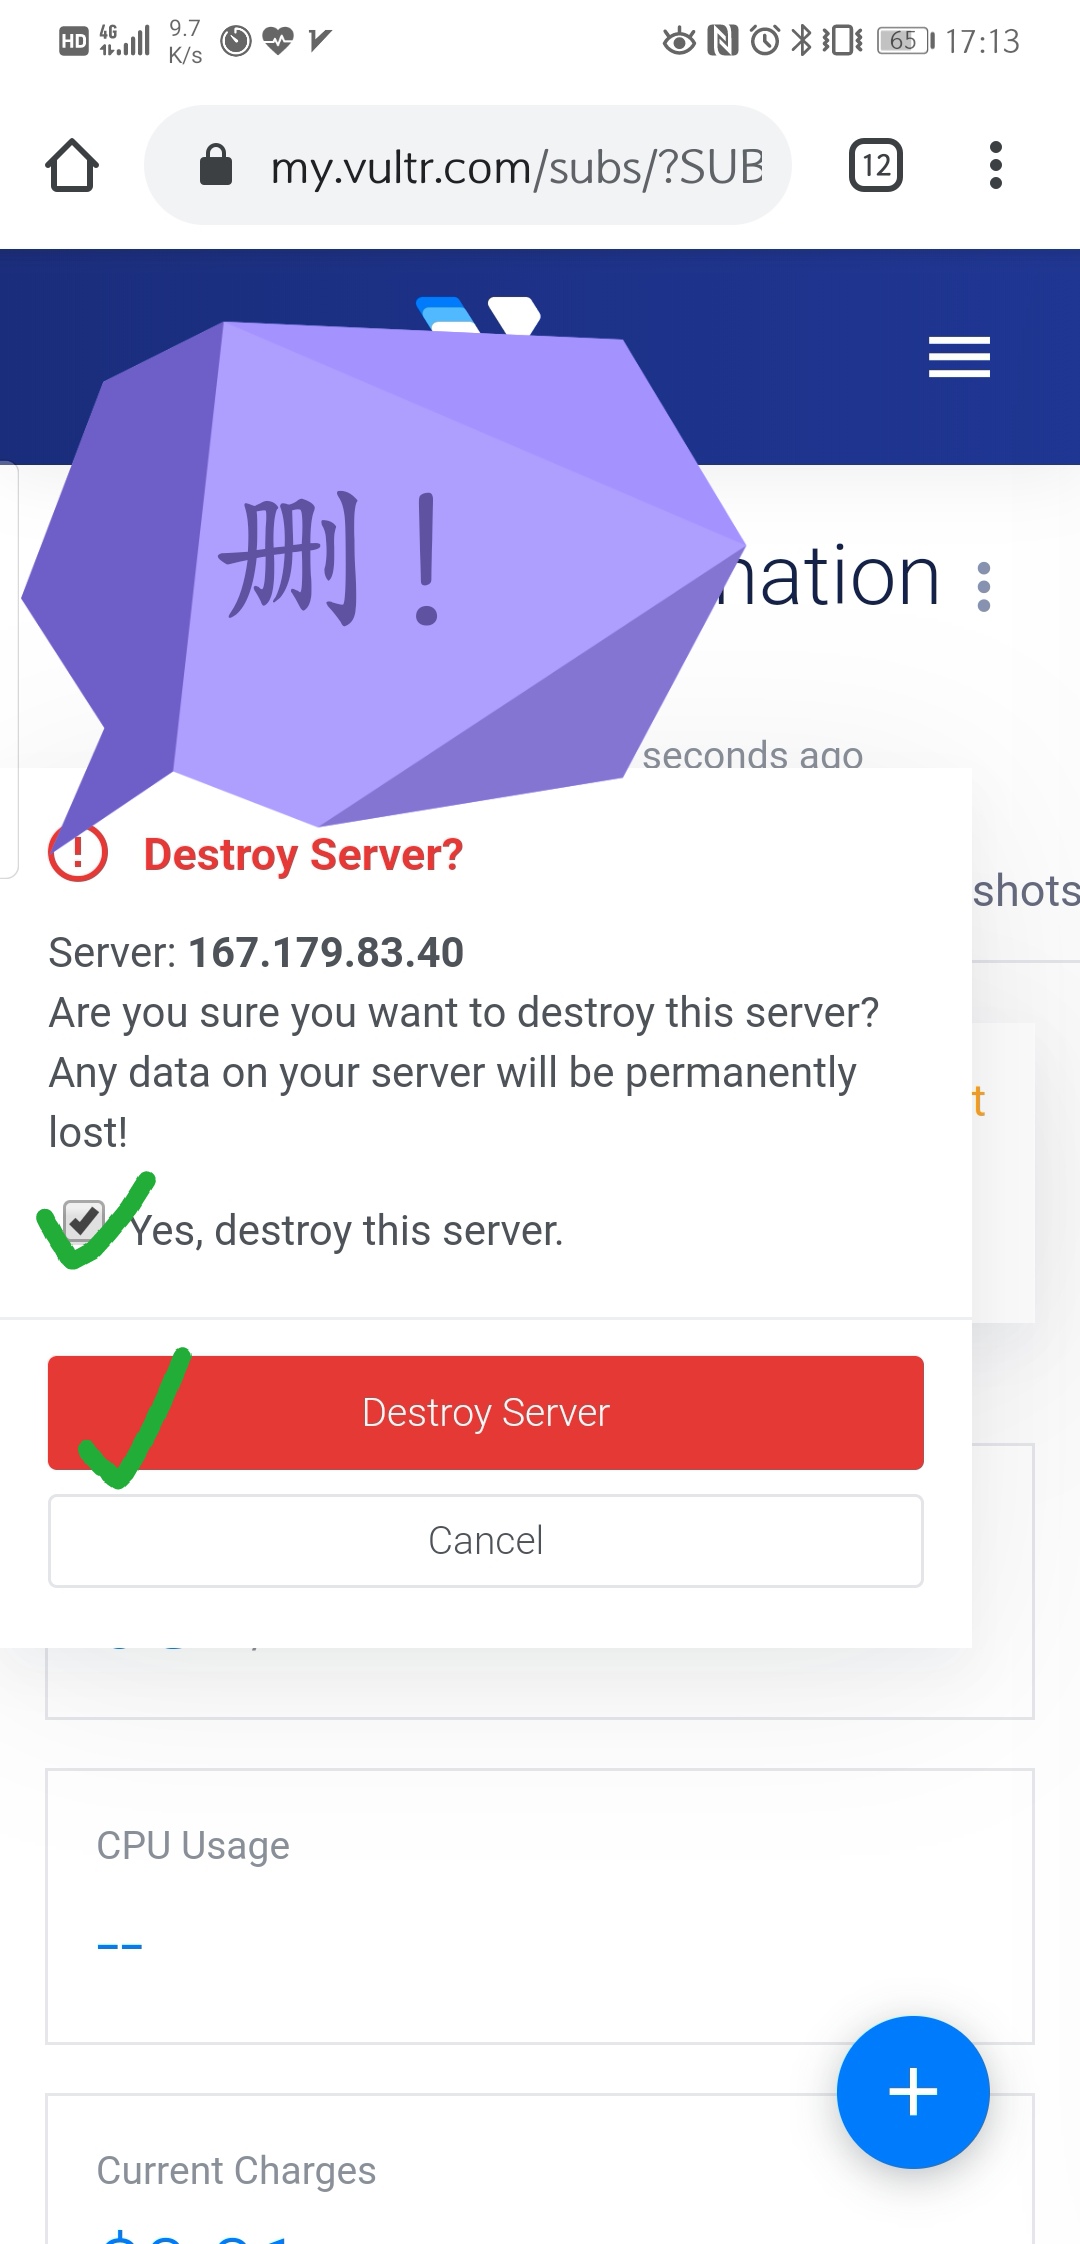 HD 4G 9.7 K/s 65 17:13
my.vultr.com/subs/?SUB
12
删！
nation
seconds ago
Destroy Server?
shots
Server: 167.179.83.40
Are you sure you want to destroy this server?
Any data on your server will be permanently
lost!
t
Yes, destroy this server.
Destroy Server
Cancel
CPU Usage
--
+
Current Charges